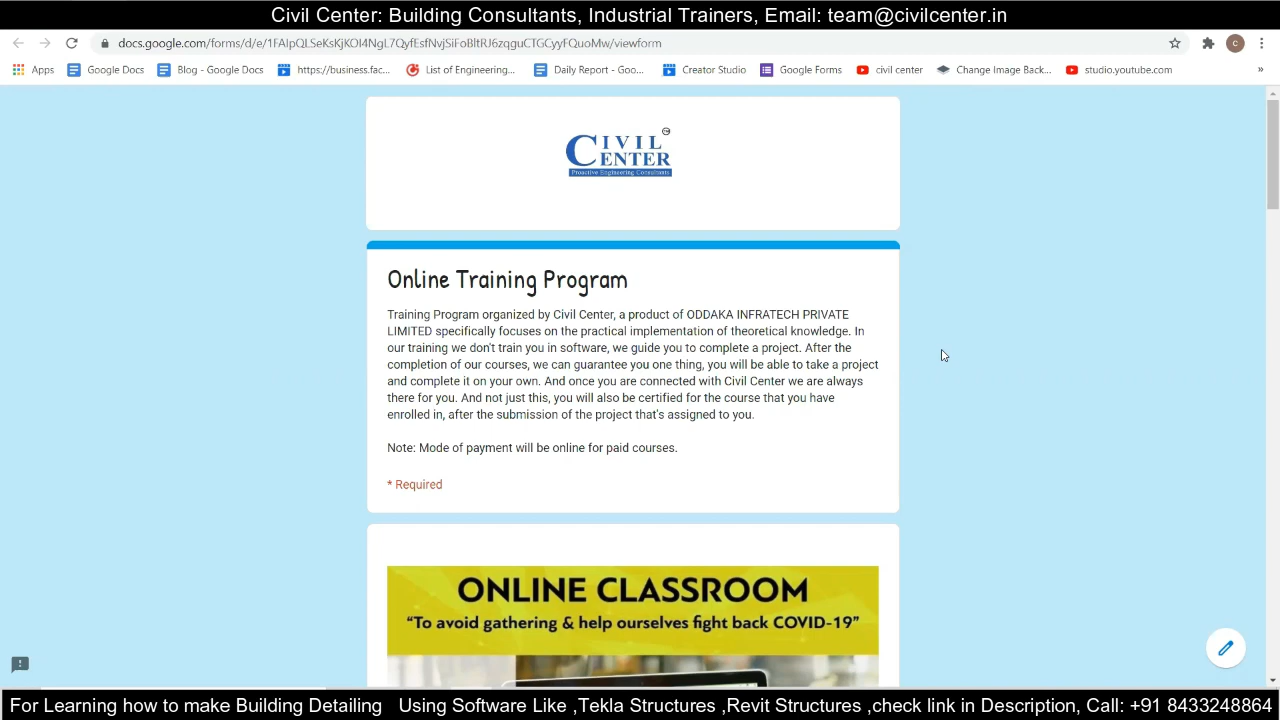 Civil Center: Building Consultants, Industrial Trainers, Email: team@civilcenter.in
docs.google.com/forms/d/e/1FAIpQLSeKsKjKOI4NgL7QyfEsfNvjSiFoBltRJ6zqguCTGCyyFQuoMw/viewform
C
Apps Google Docs Blog - Google Docs https://business.fac... List of Engineering... Daily Report - Goo... Creator Studio Google Forms civil center Change Image Back... studio.youtube.com »
CIVIL
CENTER
Proactive Engineering Consultants
Online Training Program
Training Program organized by Civil Center, a product of ODDAKA INFRATECH PRIVATE
LIMITED specifically focuses on the practical implementation of theoretical knowledge. In
our training we don't train you in software, we guide you to complete a project. After the
completion of our courses, we can guarantee you one thing, you will be able to take a project
and complete it on your own. And once you are connected with Civil Center we are always
there for you. And not just this, you will also be certified for the course that you have
enrolled in, after the submission of the project that's assigned to you.
Note: Mode of payment will be online for paid courses.
* Required
ONLINE CLASSROOM
“To avoid gathering & help ourselves fight back COVID-19”
For Learning how to make Building Detailing Using Software Like ,Tekla Structures ,Revit Structures ,check link in Description, Call: +91 8433248864